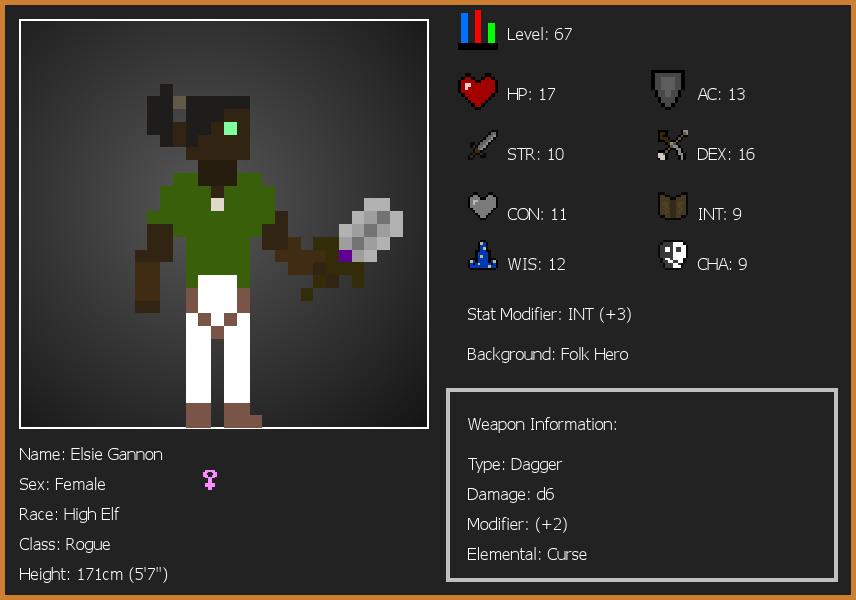 Level: 67
HP: 17
AC: 13
STR: 10
DEX: 16
CON: 11
INT: 9
WIS: 12
CHA: 9
Stat Modifier: INT (+3)
Background: Folk Hero
Weapon Information:
Type: Dagger
Damage: d6
Modifier: (+2)
Elemental: Curse
Name: Elsie Gannon
Sex: Female
Race: High Elf
Class: Rogue
Height: 171cm (5'7")